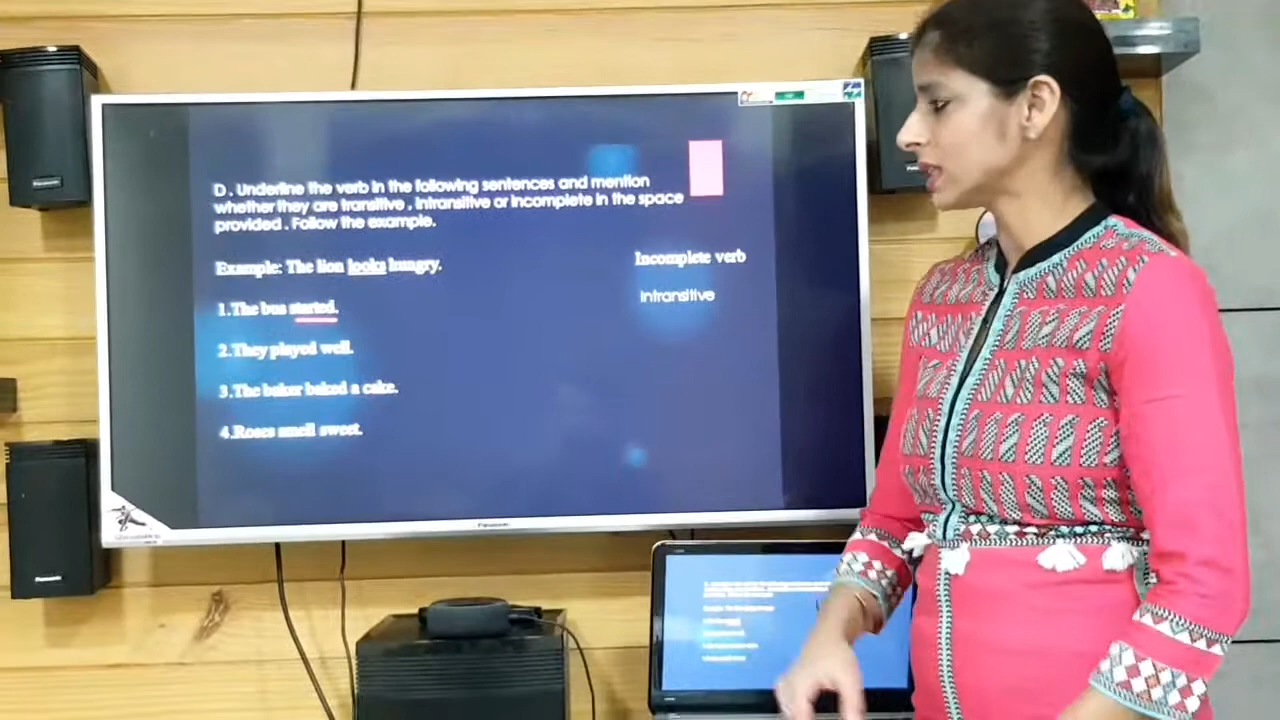 D . Underline the verb in the following sentences and mention
whether they are transitive , intransitive or incomplete in the space
provided . Follow the example.
Example: The lion looks hungry.
Incomplete verb
1.The bus started.
Intransitive
2.They played well.
3.The baker baked a cake.
4.Roses smell sweet.
Panasonic